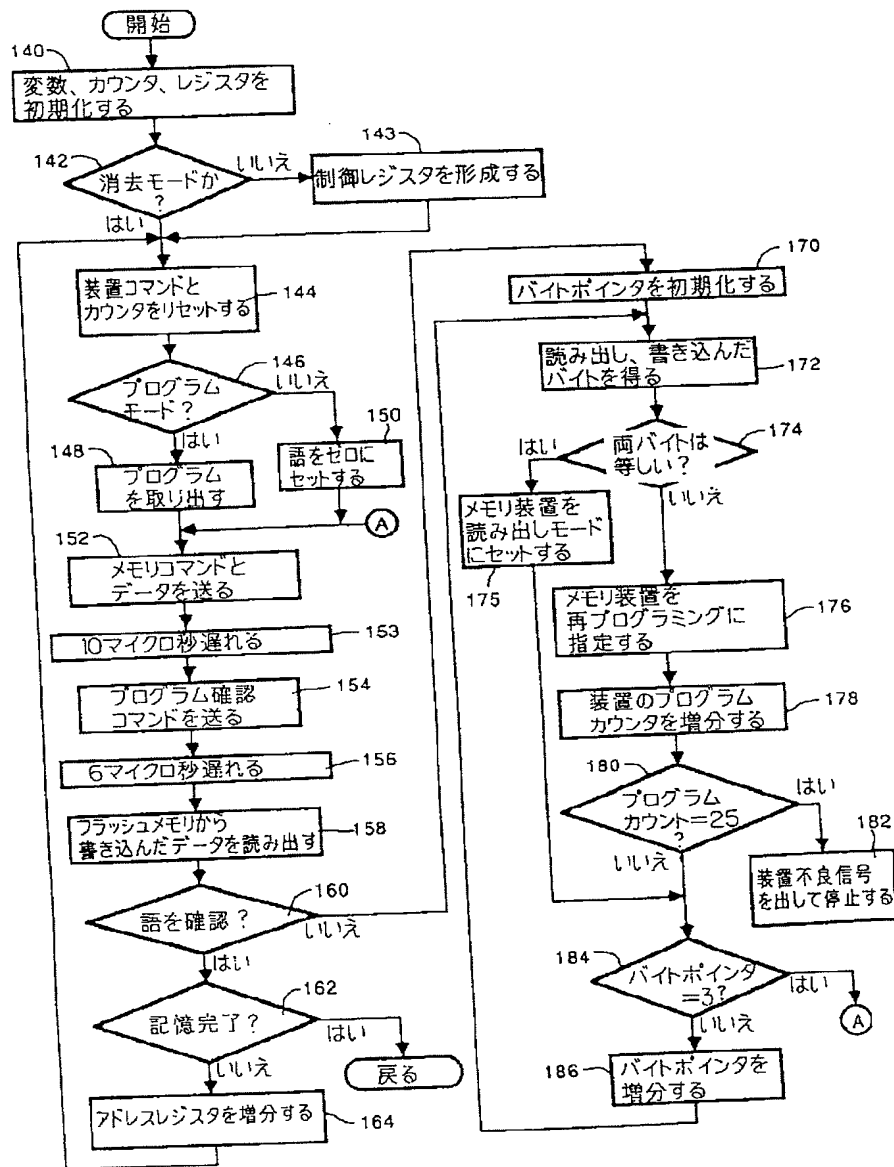 開始
140
変数、カウンタ、レジスタを
初期化する
142
消去モードか
?
いいえ
はい
143
制御レジスタを形成する
装置コマンドと
カウンタをリセットする
144
146
プログラム
モード?
いいえ
はい
148
プログラム
を取り出す
150
語をゼロに
セットする
A
152
メモリコマンドと
データを送る
10マイクロ秒遅れる
153
プログラム確認
コマンドを送る
154
6マイクロ秒遅れる
156
フラッシュメモリから
書き込んだデータを読み出す
158
160
語を確認?
いいえ
はい
162
記憶完了?
はい
いいえ
戻る
アドレスレジスタを増分する
164
170
バイトポインタを初期化する
読み出し、書き込んだ
バイトを得る
172
174
両バイトは
等しい?
はい
いいえ
メモリ装置を
読み出しモード
にセットする
175
メモリ装置を
再プログラミングに
指定する
176
装置のプログラム
カウンタを増分する
178
180
プログラム
カウント=25
?
はい
いいえ
182
装置不良信号
を出して停止する
184
バイトポインタ
=3?
はい
いいえ
A
186
バイトポインタを
増分する